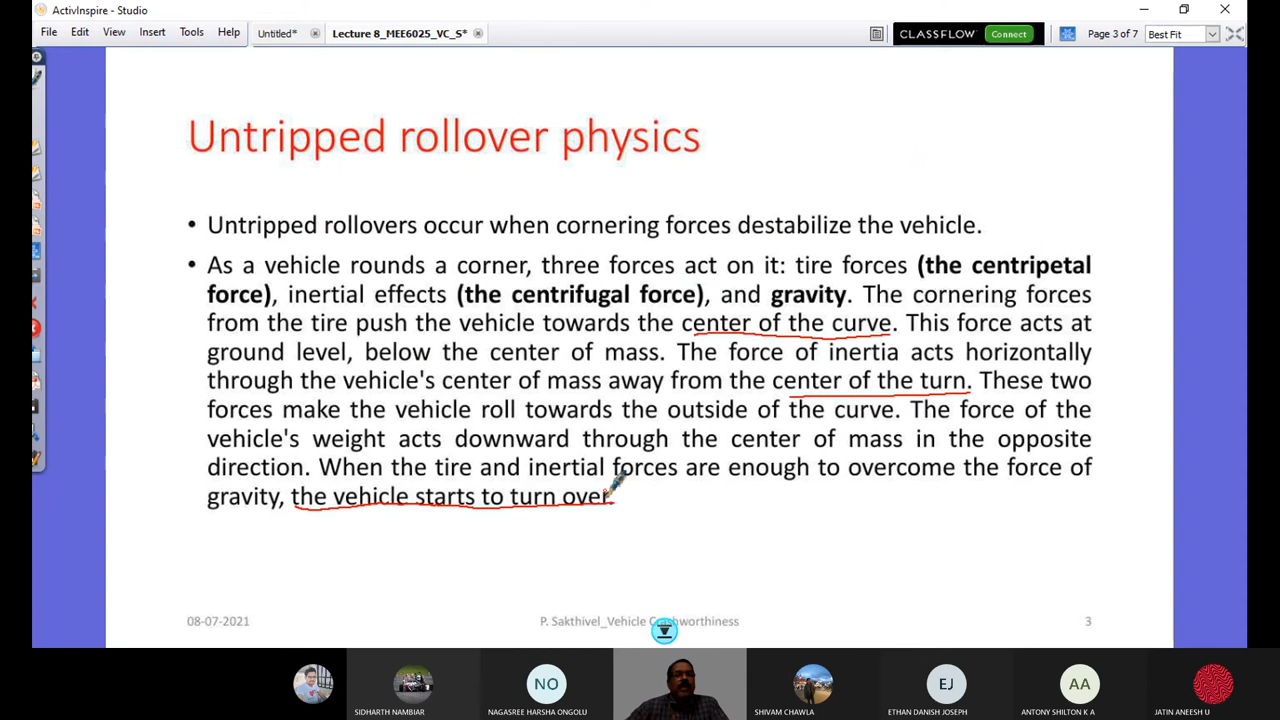 ActivInspire - Studio
File Edit View Insert Tools Help
Untitled*
Lecture 8_MEE6025_VC_S*
CLASSFLOW
Connect
Page 3 of 7
Best Fit
Untripped rollover physics
• Untripped rollovers occur when cornering forces destabilize the vehicle.
• As a vehicle rounds a corner, three forces act on it: tire forces (the centripetal
force), inertial effects (the centrifugal force), and gravity. The cornering forces
from the tire push the vehicle towards the center of the curve. This force acts at
ground level, below the center of mass. The force of inertia acts horizontally
through the vehicle's center of mass away from the center of the turn. These two
forces make the vehicle roll towards the outside of the curve. The force of the
vehicle's weight acts downward through the center of mass in the opposite
direction. When the tire and inertial forces are enough to overcome the force of
gravity, the vehicle starts to turn over.
08-07-2021
P. Sakthivel_Vehicle Crashworthiness
3
NO
EJ
AA
SIDHARTH NAMBIAR
NAGASREE HARSHA ONGOLU
SHIVAM CHAWLA
ETHAN DANISH JOSEPH
ANTONY SHILTON K A
JATIN ANEESH U